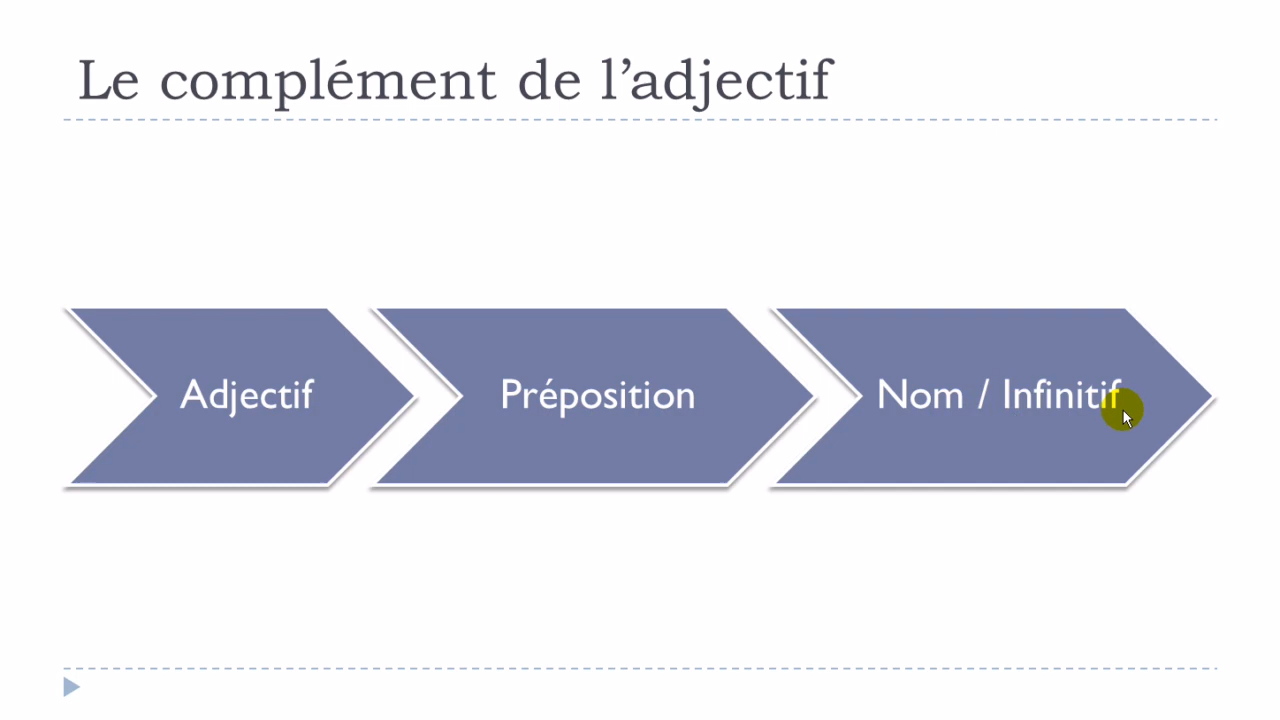 Le complément de l’adjectif
Adjectif
Préposition
Nom / Infinitif